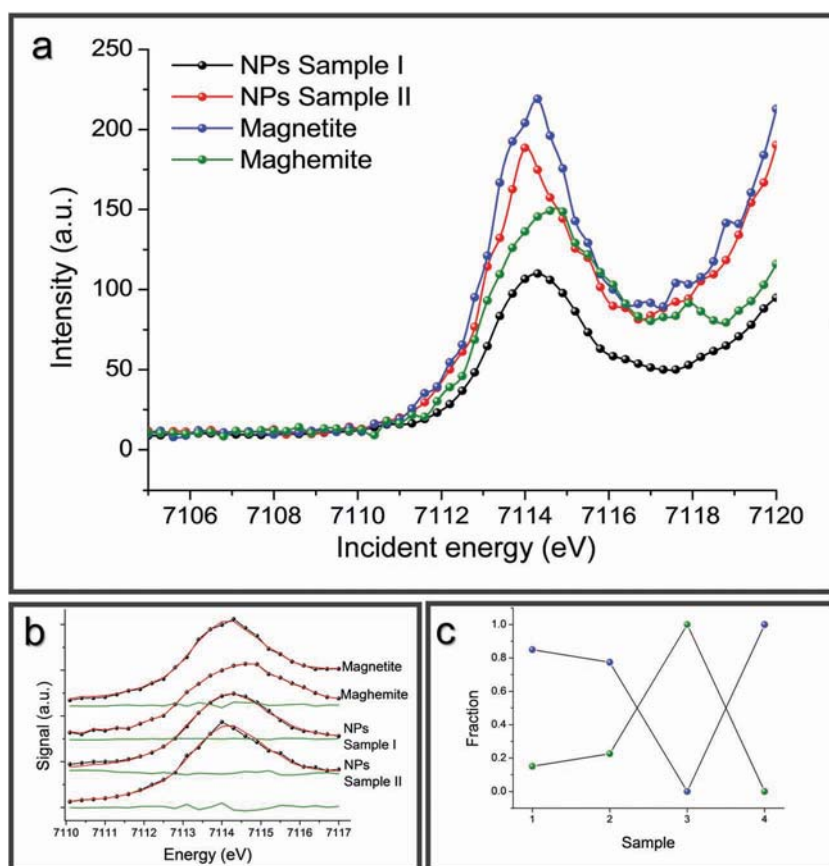 a
NPs Sample I
NPs Sample II
Magnetite
Maghemite
250
200
150
100
50
0
Intensity (a.u.)
7106 7108 7110 7112 7114 7116 7118 7120
Incident energy (eV)
b
Magnetite
Maghemite
NPs
Sample I
NPs
Sample II
Signal (a.u.)
7110 7111 7112 7113 7114 7115 7116 7117
Energy (eV)
c
1.0
0.8
0.6
0.4
0.2
0.0
Fraction
1 2 3 4
Sample